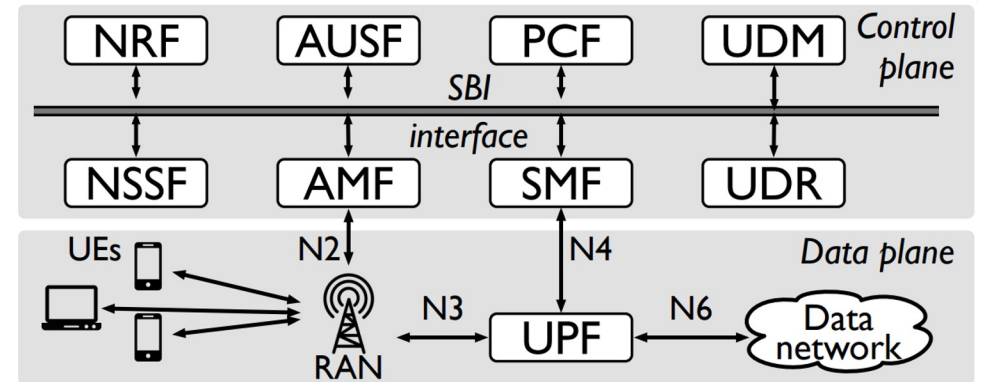 NRF
AUSF
PCF
UDM
Control
plane
SBI
interface
NSSF
AMF
SMF
UDR
UEs
N2
N4
Data plane
N3
N6
RAN
UPF
Data
network